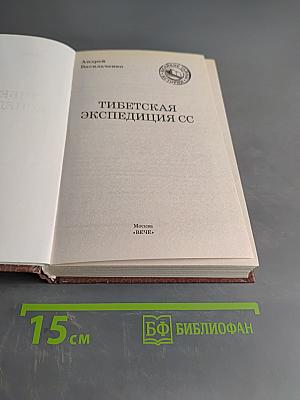 Андрей
Васильченко
ТИБЕТСКАЯ
ЭКСПЕДИЦИЯ СС
Москва
«ВЕЧЕ»
15 см
БФ БИБЛИОФАН